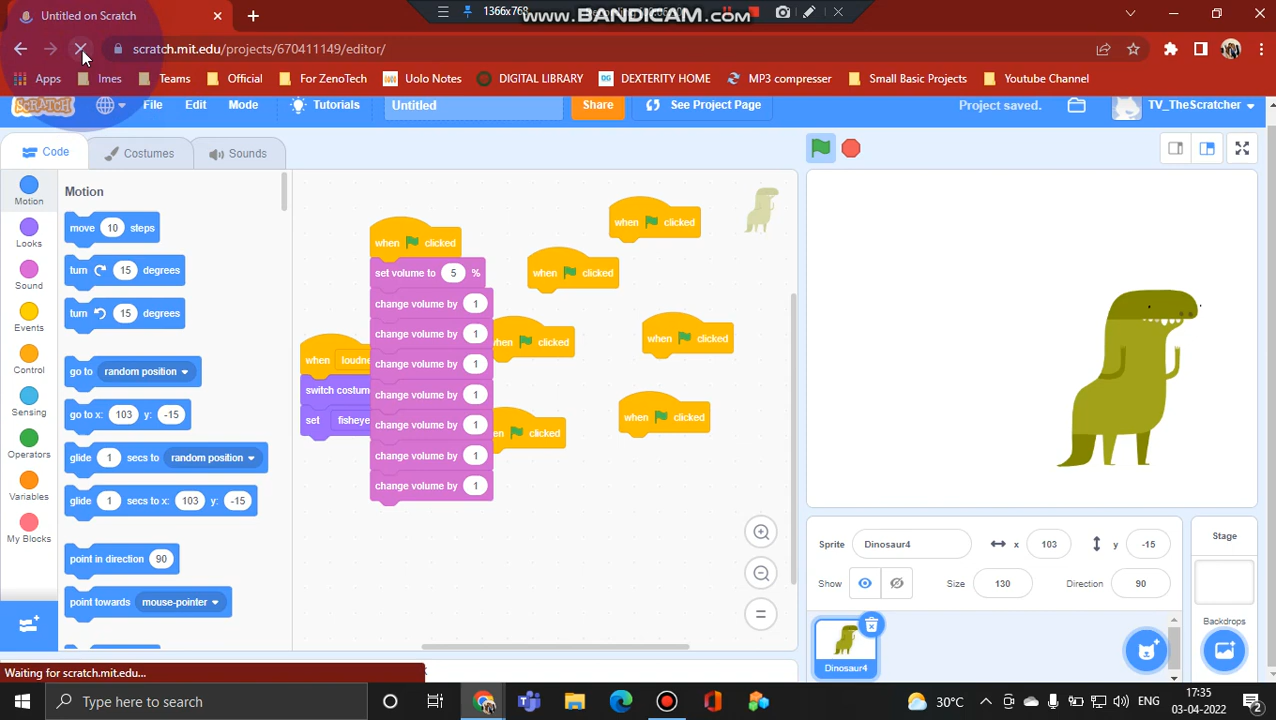 Untitled on Scratch
1366x768
www.BANDICAM.com
scratch.mit.edu/projects/670411149/editor/
Apps Imes Teams Official For ZenoTech Uolo Notes DIGITAL LIBRARY DEXTERITY HOME MP3 compresser Small Basic Projects Youtube Channel
SCRATCH File Edit Mode Tutorials Untitled Share See Project Page Project saved. TV_TheScratcher
Code Costumes Sounds
Motion
Looks
Sound
Events
Control
Sensing
Operators
Variables
My Blocks
Motion
move 10 steps
turn 15 degrees
turn 15 degrees
go to random position
go to x: 103 y: -15
glide 1 secs to random position
glide 1 secs to x: 103 y: -15
point in direction 90
point towards mouse-pointer
when clicked
when clicked
when clicked
set volume to 5 %
change volume by 1
change volume by 1
change volume by 1
change volume by 1
change volume by 1
change volume by 1
change volume by 1
when clicked
when clicked
clicked
when clicked
when
switch
set
Sprite Dinosaur4 x 103 y -15
Show Size 130 Direction 90
Dinosaur4
Stage
Backdrops
Waiting for scratch.mit.edu...
Type here to search
30°C
ENG
17:35
03-04-2022
2